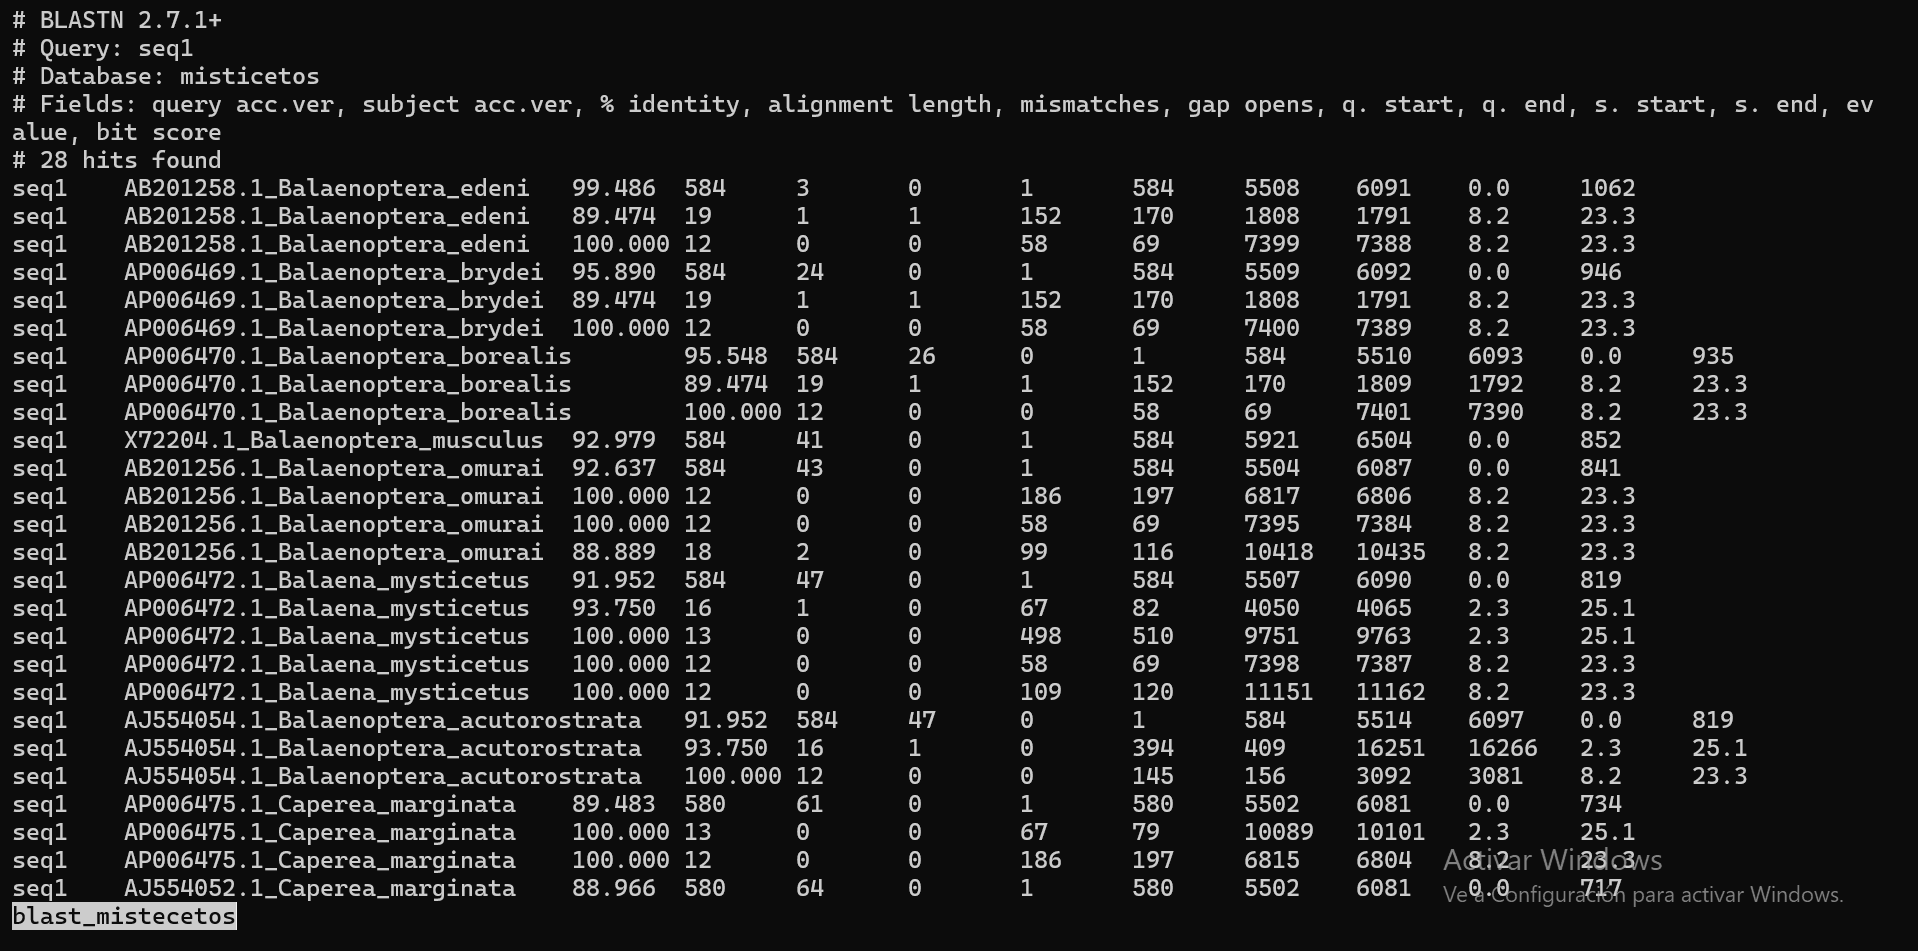 # BLASTN 2.7.1+
# Query: seq1
# Database: misticetos
# Fields: query acc.ver, subject acc.ver, % identity, alignment length, mismatches, gap opens, q. start, q. end, s. start, s. end, ev
alue, bit score
# 28 hits found
seq1 AB201258.1_Balaenoptera_edeni 99.486 584 3 0 1 584 5508 6091 0.0 1062
seq1 AB201258.1_Balaenoptera_edeni 89.474 19 1 1 152 170 1808 1791 8.2 23.3
seq1 AB201258.1_Balaenoptera_edeni 100.000 12 0 0 58 69 7399 7388 8.2 23.3
seq1 AP006469.1_Balaenoptera_brydei 95.890 584 24 0 1 584 5509 6092 0.0 946
seq1 AP006469.1_Balaenoptera_brydei 89.474 19 1 1 152 170 1808 1791 8.2 23.3
seq1 AP006469.1_Balaenoptera_brydei 100.000 12 0 0 58 69 7400 7389 8.2 23.3
seq1 AP006470.1_Balaenoptera_borealis 95.548 584 26 0 1 584 5510 6093 0.0 935
seq1 AP006470.1_Balaenoptera_borealis 89.474 19 1 1 152 170 1809 1792 8.2 23.3
seq1 AP006470.1_Balaenoptera_borealis 100.000 12 0 0 58 69 7401 7390 8.2 23.3
seq1 X72204.1_Balaenoptera_musculus 92.979 584 41 0 1 584 5921 6504 0.0 852
seq1 AB201256.1_Balaenoptera_omurai 92.637 584 43 0 1 584 5504 6087 0.0 841
seq1 AB201256.1_Balaenoptera_omurai 100.000 12 0 0 186 197 6817 6806 8.2 23.3
seq1 AB201256.1_Balaenoptera_omurai 100.000 12 0 0 58 69 7395 7384 8.2 23.3
seq1 AB201256.1_Balaenoptera_omurai 88.889 18 2 0 99 116 10418 10435 8.2 23.3
seq1 AP006472.1_Balaena_mysticetus 91.952 584 47 0 1 584 5507 6090 0.0 819
seq1 AP006472.1_Balaena_mysticetus 93.750 16 1 0 67 82 4050 4065 2.3 25.1
seq1 AP006472.1_Balaena_mysticetus 100.000 13 0 0 498 510 9751 9763 2.3 25.1
seq1 AP006472.1_Balaena_mysticetus 100.000 12 0 0 58 69 7398 7387 8.2 23.3
seq1 AP006472.1_Balaena_mysticetus 100.000 12 0 0 109 120 11151 11162 8.2 23.3
seq1 AJ554054.1_Balaenoptera_acutorostrata 91.952 584 47 0 1 584 5514 6097 0.0 819
seq1 AJ554054.1_Balaenoptera_acutorostrata 93.750 16 1 0 394 409 16251 16266 2.3 25.1
seq1 AJ554054.1_Balaenoptera_acutorostrata 100.000 12 0 0 145 156 3092 3081 8.2 23.3
seq1 AP006475.1_Caperea_marginata 89.483 580 61 0 1 580 5502 6081 0.0 734
seq1 AP006475.1_Caperea_marginata 100.000 13 0 0 67 79 10089 10101 2.3 25.1
seq1 AP006475.1_Caperea_marginata 100.000 12 0 0 186 197 6815 6804 8.2 23.3
seq1 AJ554052.1_Caperea_marginata 88.966 580 64 0 1 580 5502 6081 0.0 717
blast_mistecetos
Activar Windows
Ve a Configuración para activar Windows.